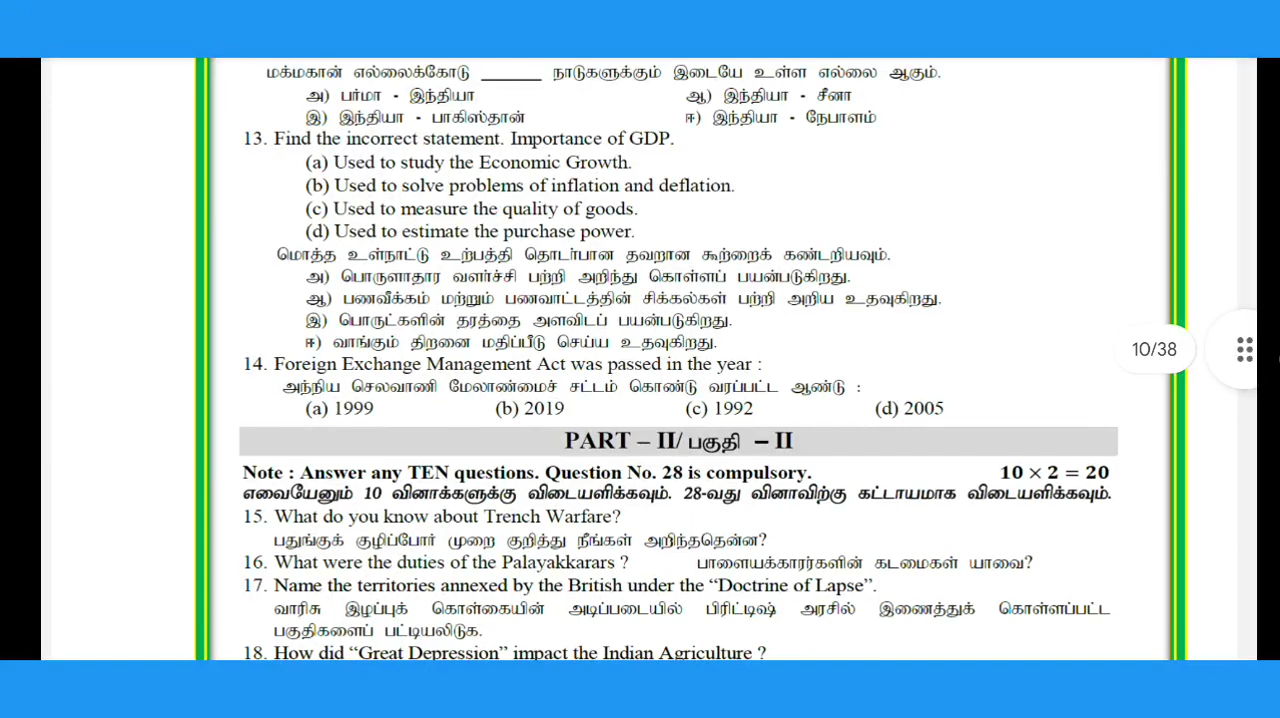 மக்மகான் எல்லைக்கோடு ______ நாடுகளுக்கும் இடையே உள்ள எல்லை ஆகும்.
அ) பர்மா - இந்தியா ஆ) இந்தியா - சீனா
இ) இந்தியா - பாகிஸ்தான் ஈ) இந்தியா - நேபாளம்
13. Find the incorrect statement. Importance of GDP.
(a) Used to study the Economic Growth.
(b) Used to solve problems of inflation and deflation.
(c) Used to measure the quality of goods.
(d) Used to estimate the purchase power.
மொத்த உள்நாட்டு உற்பத்தி தொடர்பான தவறான கூற்றைக் கண்டறியவும்.
அ) பொருளாதார வளர்ச்சி பற்றி அறிந்து கொள்ளப் பயன்படுகிறது.
ஆ) பணவீக்கம் மற்றும் பணவாட்டத்தின் சிக்கல்கள் பற்றி அறிய உதவுகிறது.
இ) பொருட்களின் தரத்தை அளவிடப் பயன்படுகிறது.
ஈ) வாங்கும் திறனை மதிப்பீடு செய்ய உதவுகிறது.
10/38
14. Foreign Exchange Management Act was passed in the year :
அந்நிய செலவாணி மேலாண்மைச் சட்டம் கொண்டு வரப்பட்ட ஆண்டு :
(a) 1999 (b) 2019 (c) 1992 (d) 2005
PART – II/ பகுதி – II
Note : Answer any TEN questions. Question No. 28 is compulsory. 10 × 2 = 20
எவையேனும் 10 வினாக்களுக்கு விடையளிக்கவும். 28-வது வினாவிற்கு கட்டாயமாக விடையளிக்கவும்.
15. What do you know about Trench Warfare?
பதுங்குக் குழிப்போர் முறை குறித்து நீங்கள் அறிந்ததென்ன?
16. What were the duties of the Palayakkarars ? பாளையக்காரர்களின் கடமைகள் யாவை?
17. Name the territories annexed by the British under the “Doctrine of Lapse”.
வாரிசு இழப்புக் கொள்கையின் அடிப்படையில் பிரிட்டிஷ் அரசில் இணைத்துக் கொள்ளப்பட்ட
பகுதிகளைப் பட்டியலிடுக.
18. How did “Great Depression” impact the Indian Agriculture ?